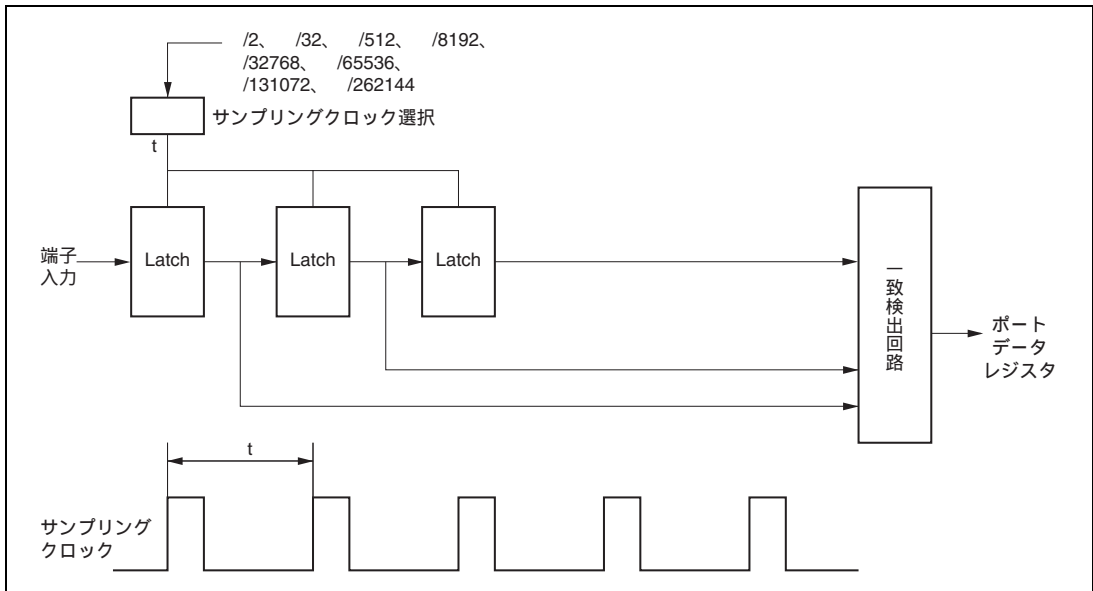 /2、 /32、 /512、 /8192、
/32768、 /65536、
/131072、 /262144
サンプリングクロック選択
t
端子
入力
Latch
Latch
Latch
一致検出回路
ポート
データ
レジスタ
t
サンプリング
クロック